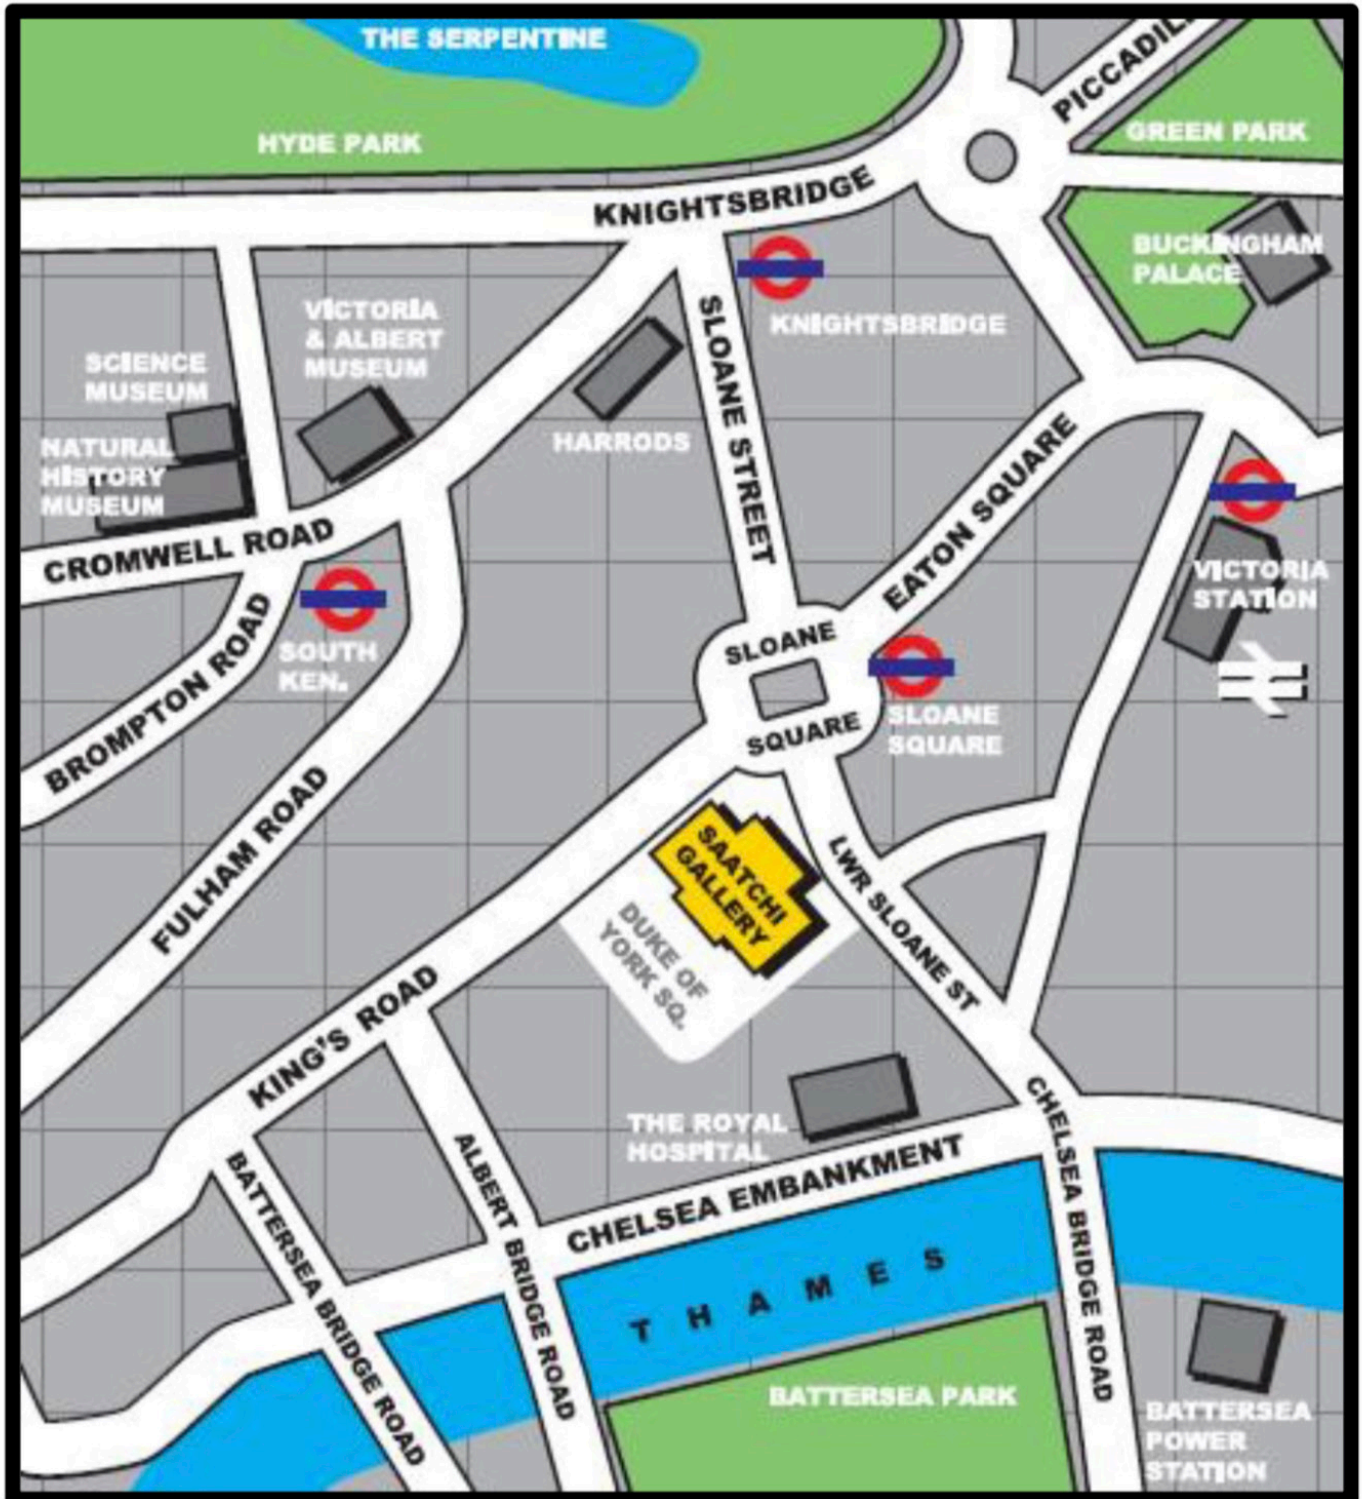 THE SERPENTINE
PICCADILL
HYDE PARK
GREEN PARK
KNIGHTSBRIDGE
BUCKINGHAM
PALACE
VICTORIA
& ALBERT
MUSEUM
KNIGHTSBRIDGE
SLOANE STREET
SCIENCE
MUSEUM
HARRODS
NATURAL
HISTORY
MUSEUM
EATON SQUARE
CROMWELL ROAD
VICTORIA
STATION
BROMPTON ROAD
SOUTH
KEN.
SLOANE
SQUARE
SLOANE
SQUARE
FULHAM ROAD
SAATCHI
GALLERY
LWR SLOANE ST
DUKE OF
YORK SQ.
KING'S ROAD
THE ROYAL
HOSPITAL
CHELSEA BRIDGE ROAD
ALBERT BRIDGE ROAD
CHELSEA EMBANKMENT
BATTERSEA BRIDGE ROAD
THAMES
BATTERSEA PARK
BATTERSEA
POWER
STATION